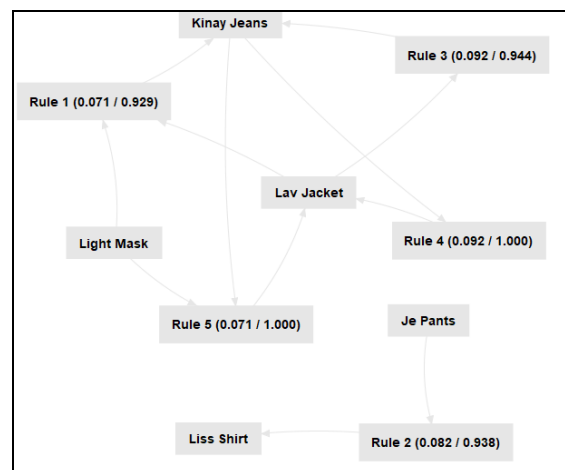 Kinay Jeans
Rule 3 (0.092 / 0.944)
Rule 1 (0.071 / 0.929)
Lav Jacket
Rule 4 (0.092 / 1.000)
Light Mask
Rule 5 (0.071 / 1.000)
Je Pants
Liss Shirt
Rule 2 (0.082 / 0.938)